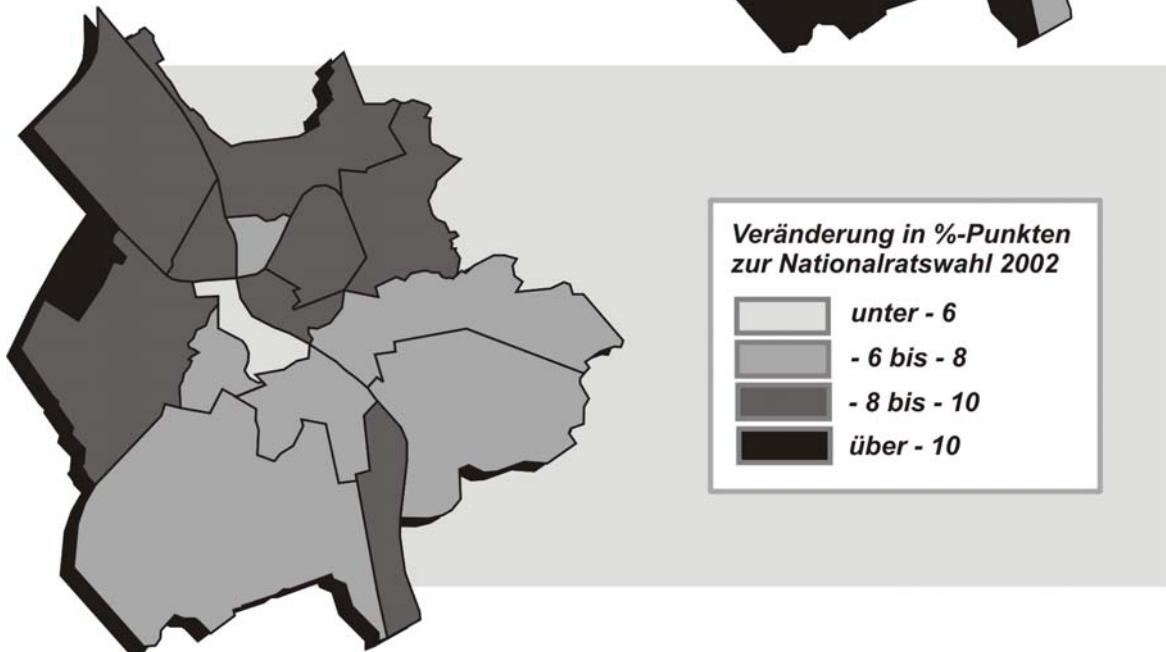 Veränderung in %-Punkten
zur Nationalratswahl 2002
unter - 6
- 6 bis - 8
- 8 bis - 10
über - 10